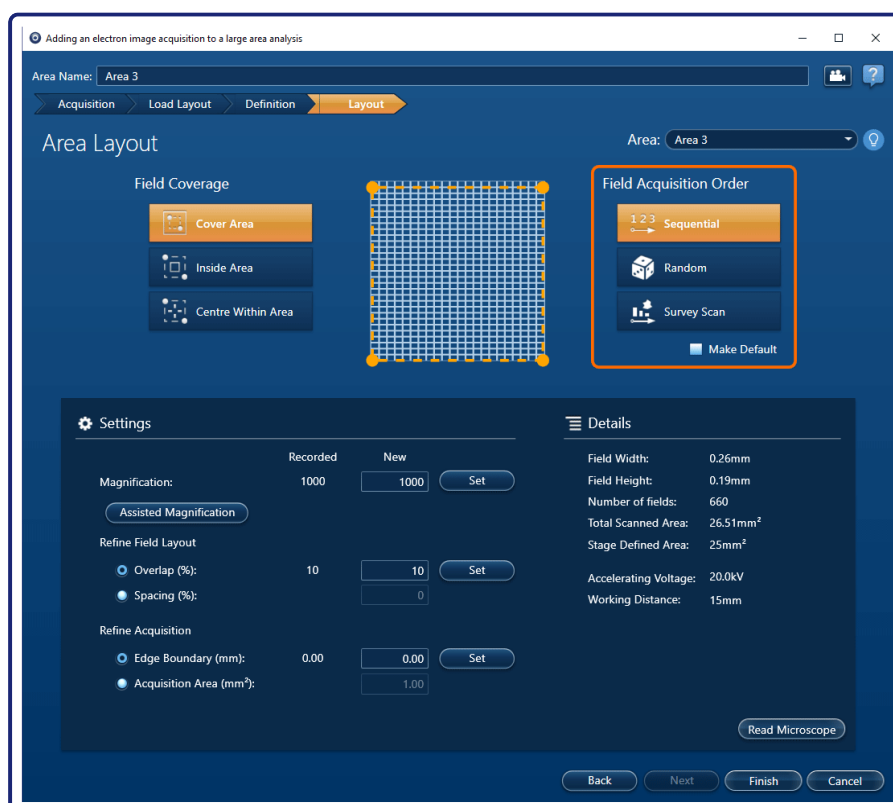 Adding an electron image acquisition to a large area analysis
Area Name: Area 3
Acquisition Load Layout Definition Layout
Area Layout
Area: Area 3
Field Coverage
Cover Area
Inside Area
Centre Within Area
Field Acquisition Order
1 2 3 Sequential
Random
Survey Scan
Make Default
Settings
Recorded New
Magnification: 1000 1000 Set
Assisted Magnification
Refine Field Layout
Overlap (%): 10 10 Set
Spacing (%): 0
Refine Acquisition
Edge Boundary (mm): 0.00 0.00 Set
Acquisition Area (mm²): 1.00
Details
Field Width: 0.26mm
Field Height: 0.19mm
Number of fields: 660
Total Scanned Area: 26.51mm²
Stage Defined Area: 25mm²
Accelerating Voltage: 20.0kV
Working Distance: 15mm
Read Microscope
Back Next Finish Cancel